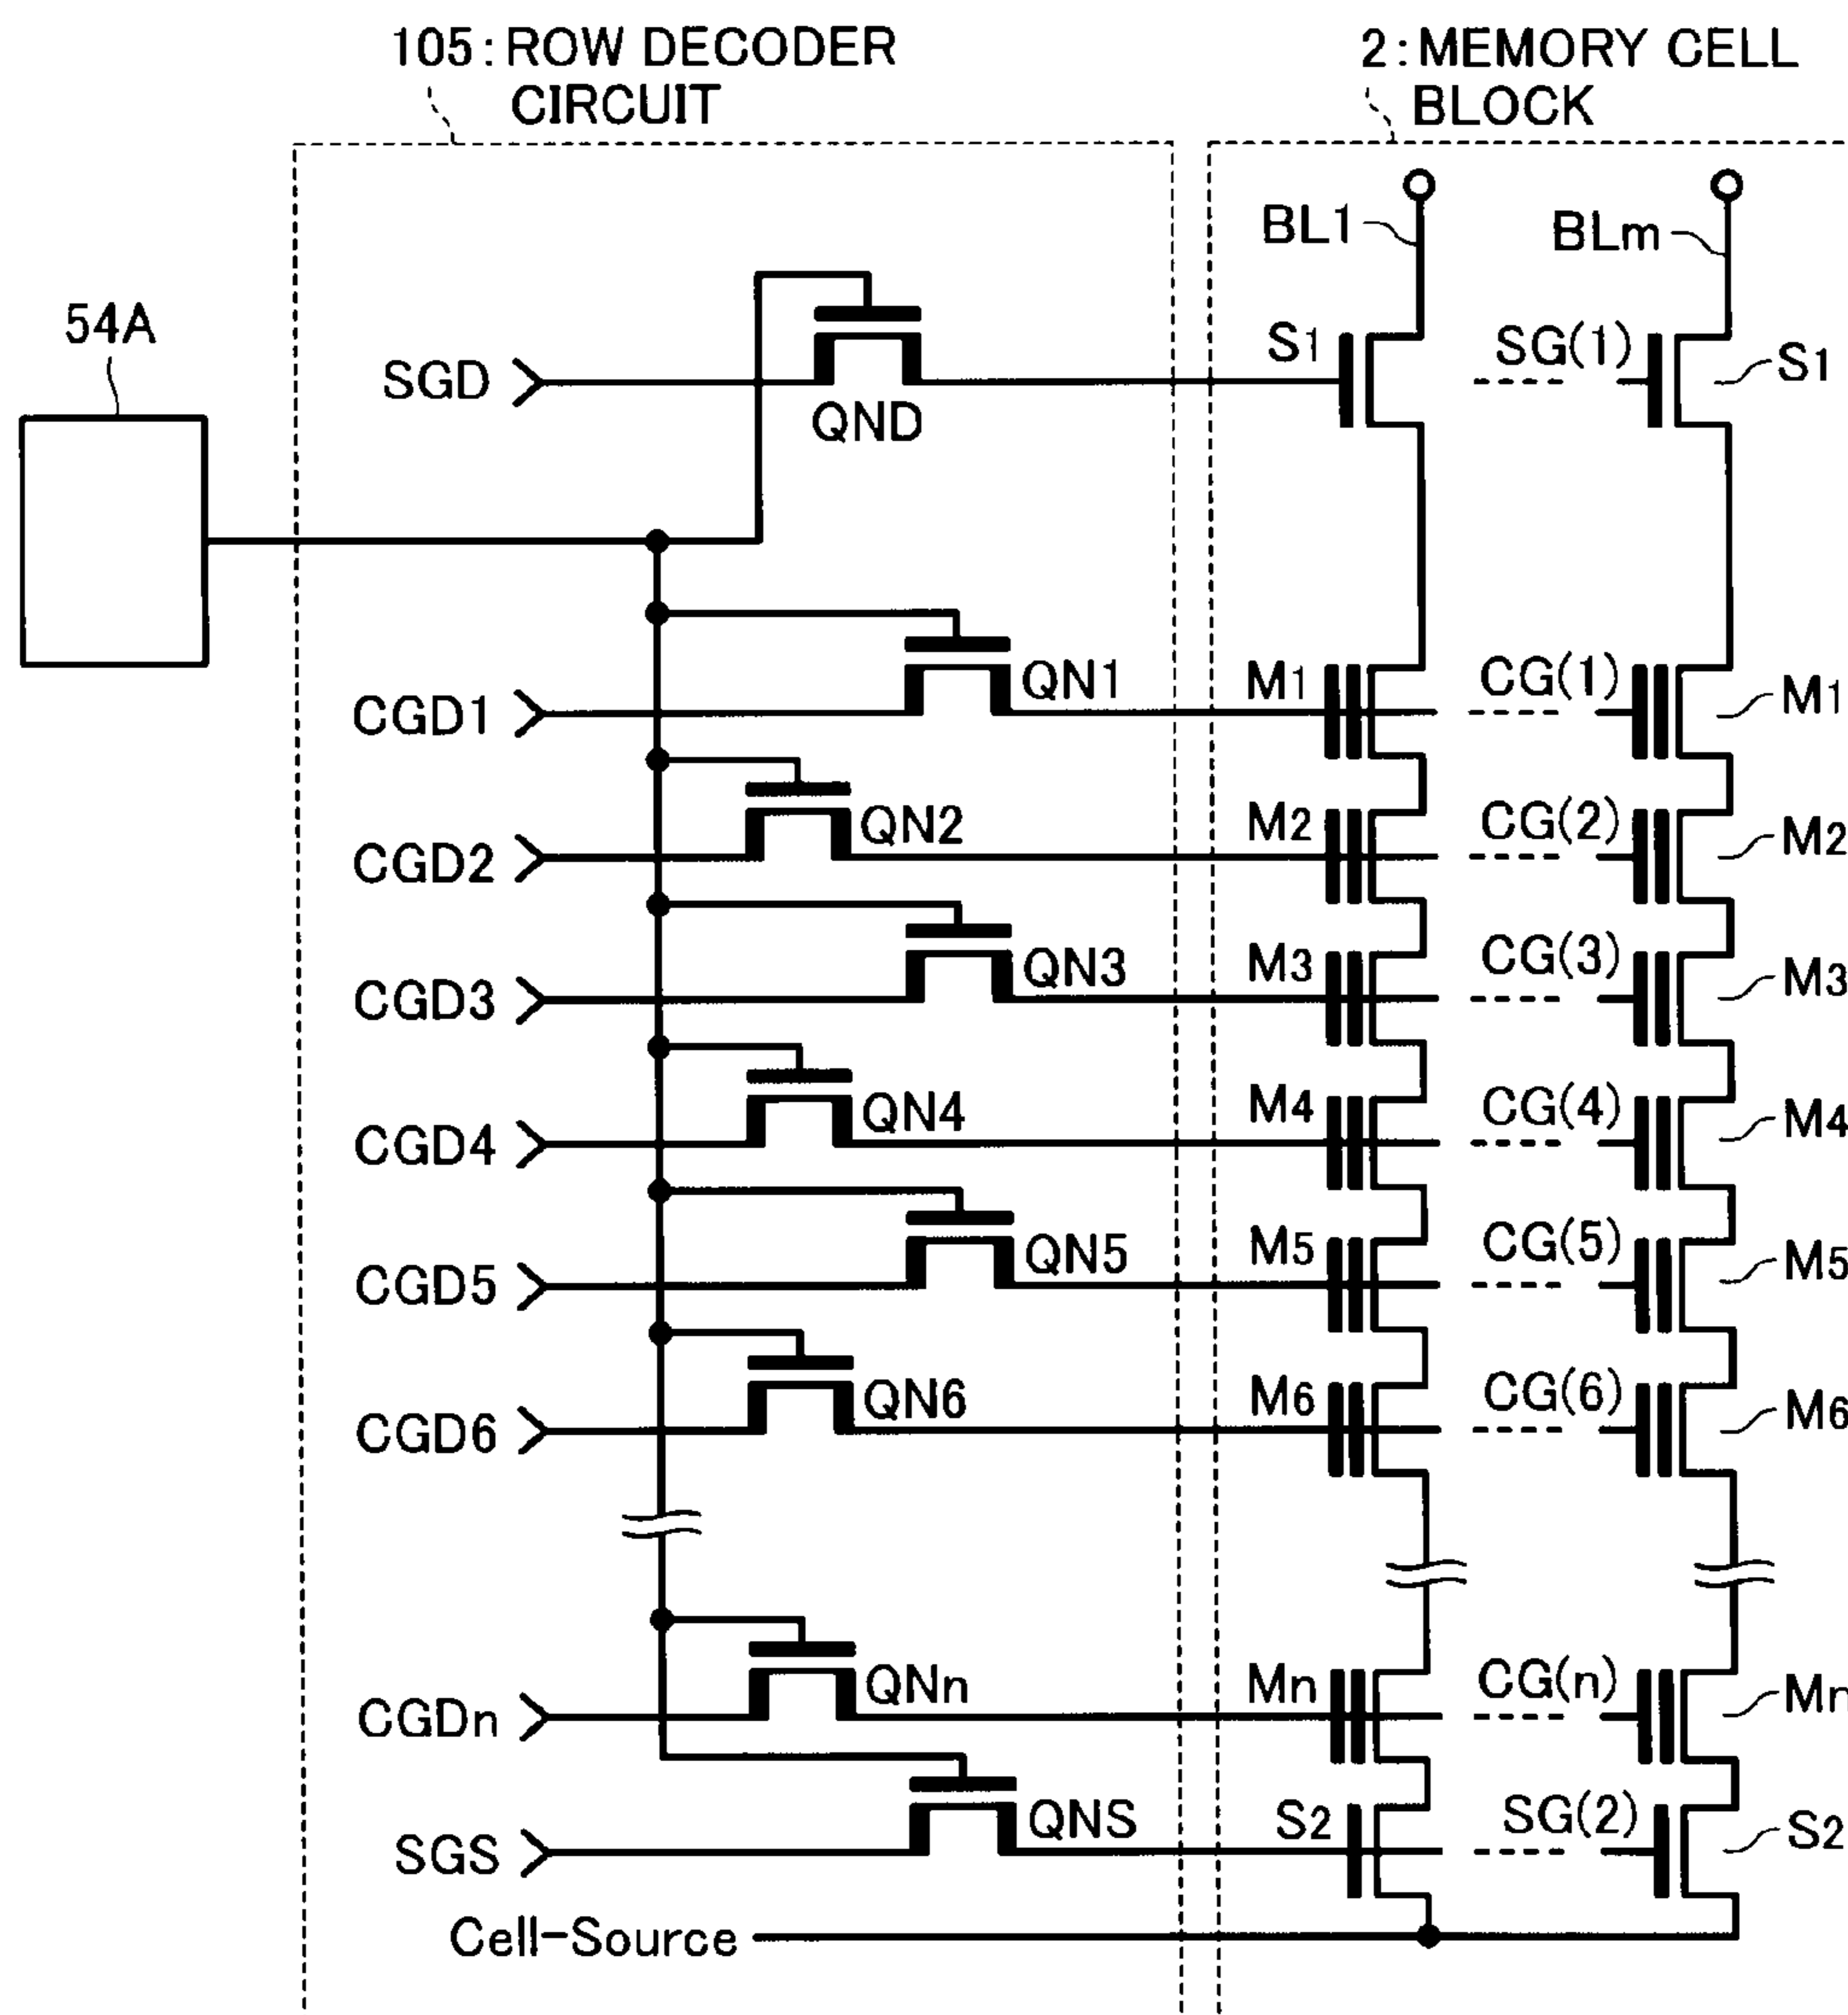 105: ROW DECODER
CIRCUIT
2: MEMORY CELL
BLOCK
BL1
BLm
54A
SGD
QND
S1
SG(1)
S1
CGD1
QN1
M1
CG(1)
M1
CGD2
QN2
M2
CG(2)
M2
CGD3
QN3
M3
CG(3)
M3
CGD4
QN4
M4
CG(4)
M4
CGD5
QN5
M5
CG(5)
M5
CGD6
QN6
M6
CG(6)
M6
CGDn
QNn
Mn
CG(n)
Mn
SGS
QNS
S2
SG(2)
S2
Cell-Source